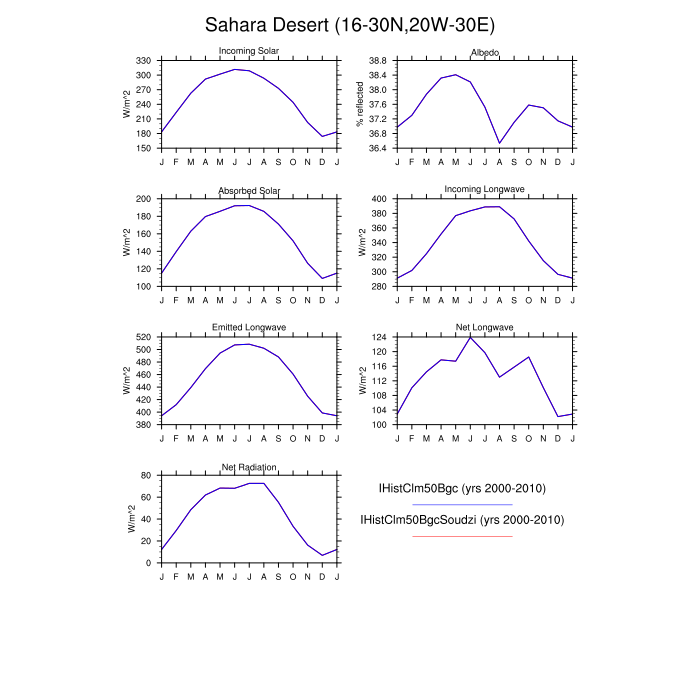 Sahara Desert (16-30N,20W-30E)
Incoming Solar
W/m^2
330
300
270
240
210
180
150
J F M A M J J A S O N D J
Albedo
% reflected
38.8
38.4
38.0
37.6
37.2
36.8
36.4
J F M A M J J A S O N D J
Absorbed Solar
W/m^2
200
180
160
140
120
100
J F M A M J J A S O N D J
Incoming Longwave
W/m^2
400
380
360
340
320
300
280
J F M A M J J A S O N D J
Emitted Longwave
W/m^2
520
500
480
460
440
420
400
380
J F M A M J J A S O N D J
Net Longwave
W/m^2
124
120
116
112
108
104
100
J F M A M J J A S O N D J
Net Radiation
W/m^2
80
60
40
20
0
J F M A M J J A S O N D J
IHistClm50Bgc (yrs 2000-2010)
IHistClm50BgcSoudzi (yrs 2000-2010)